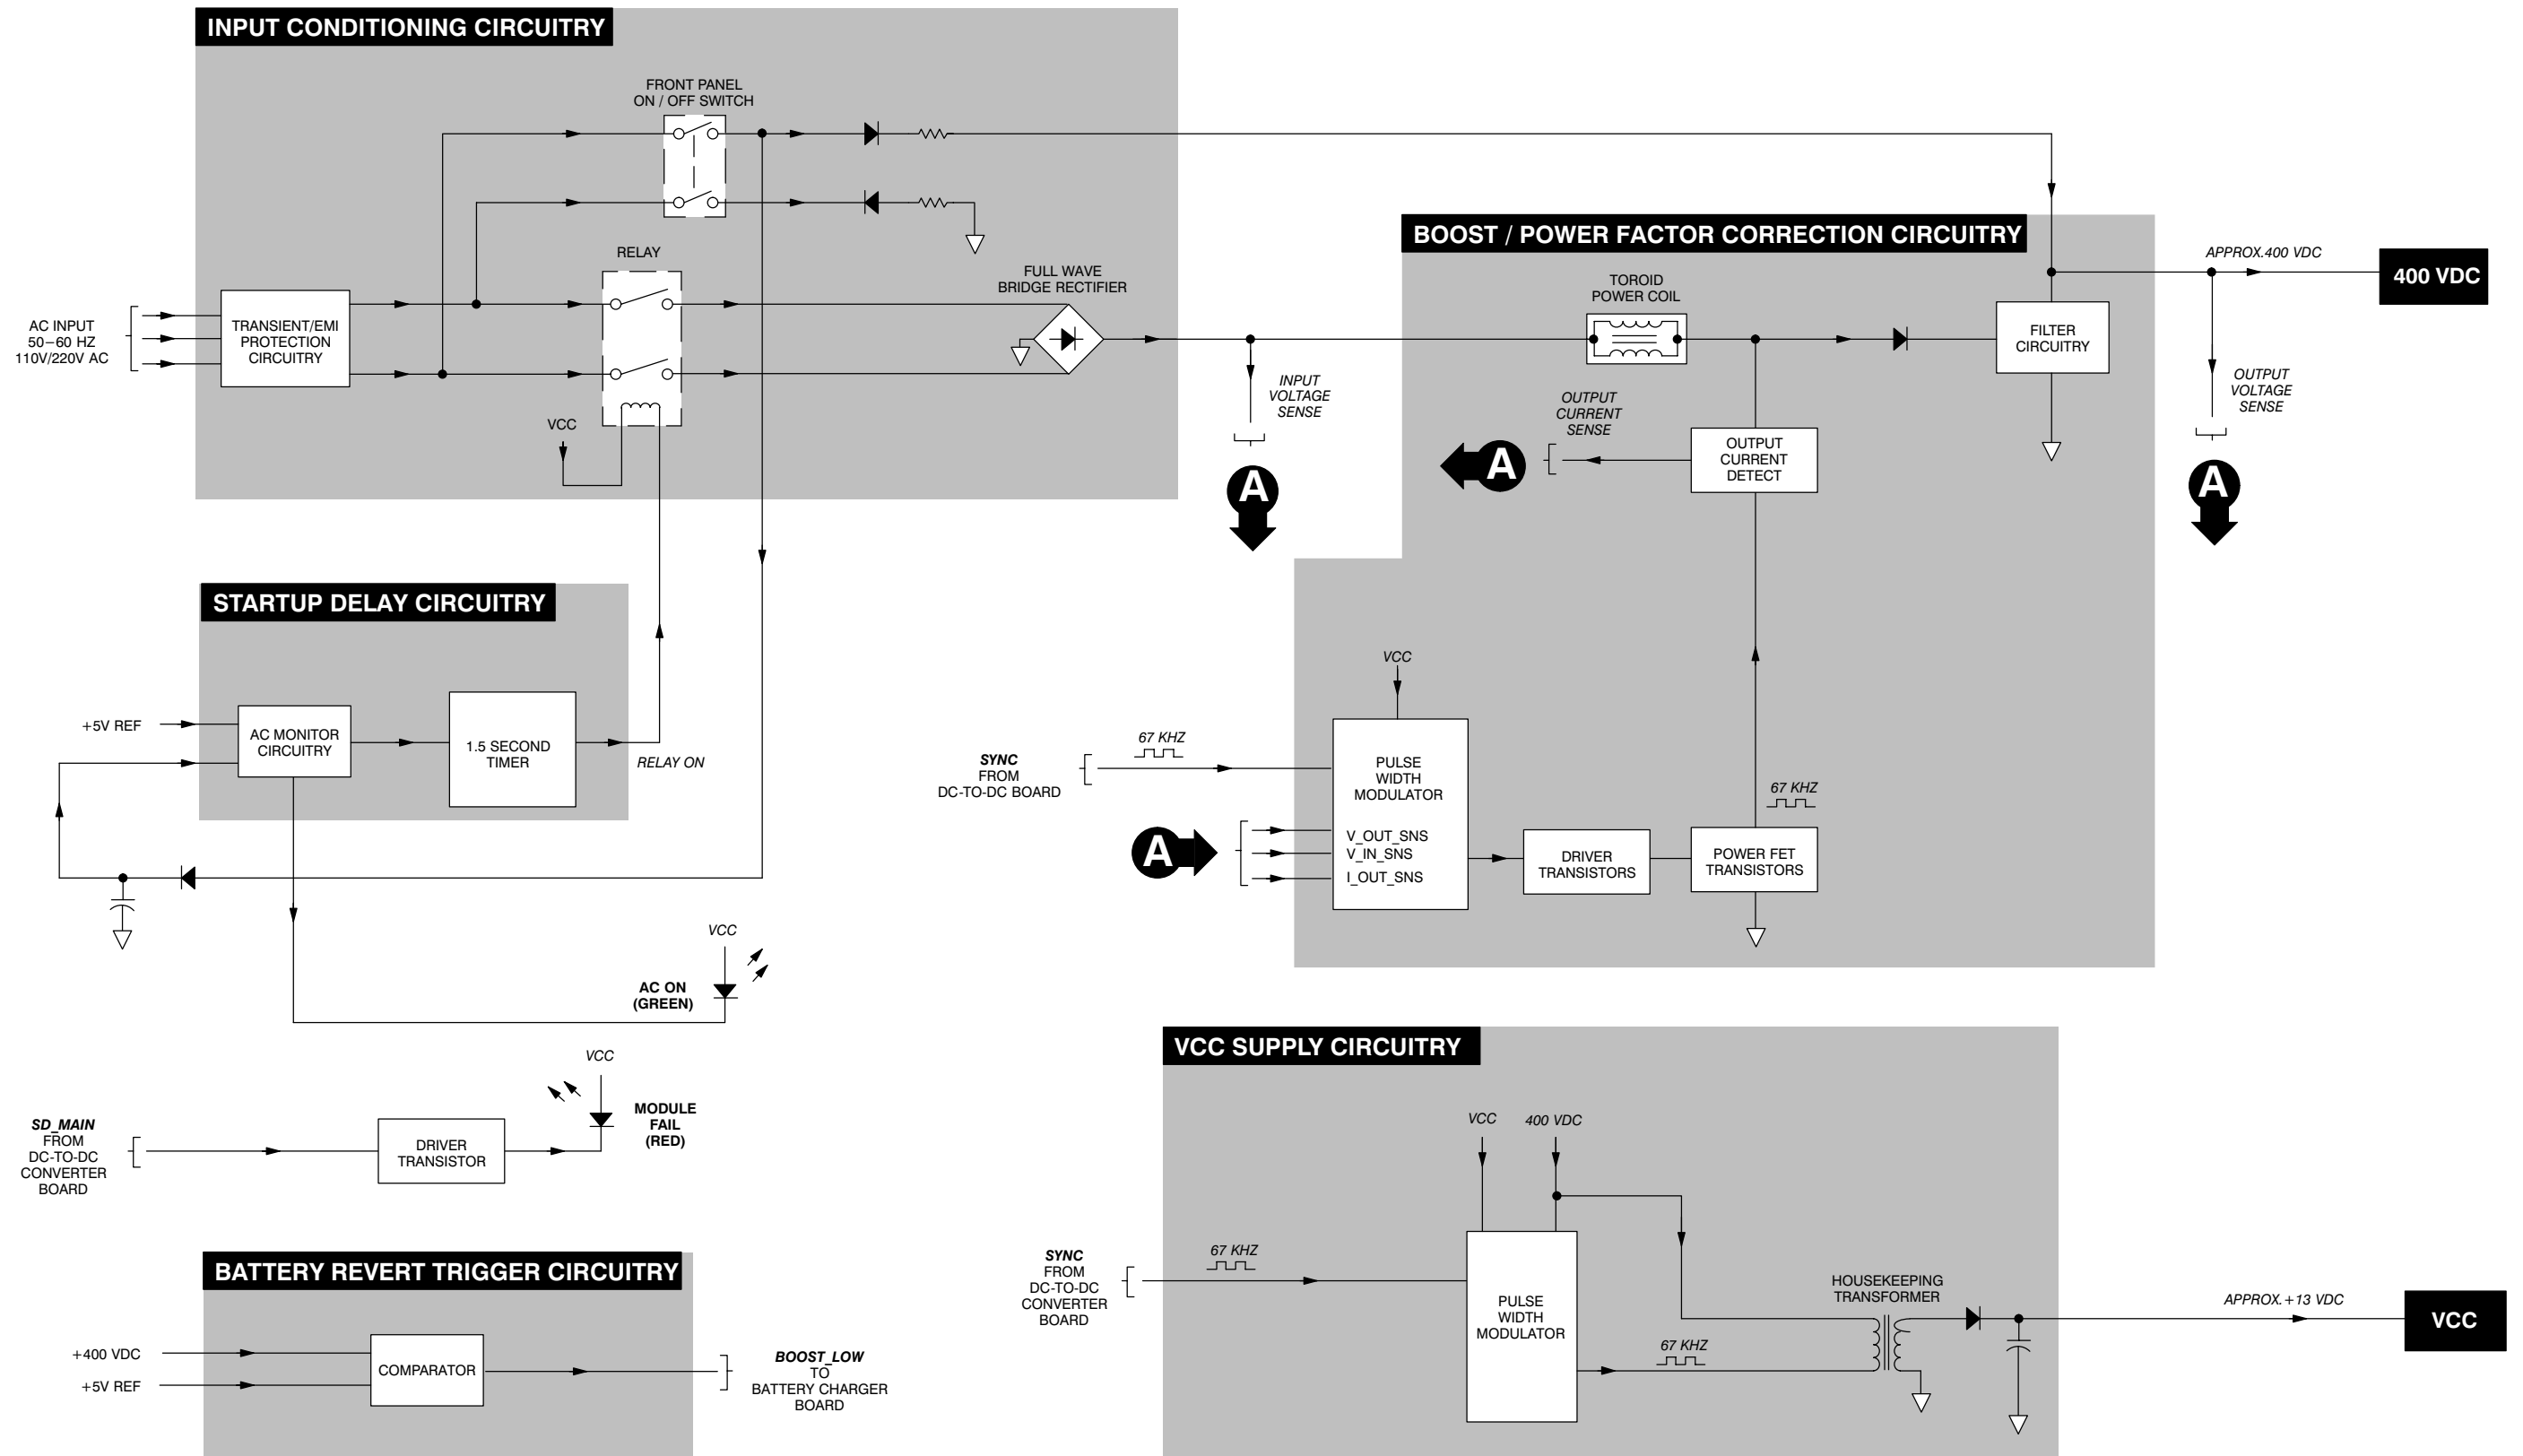 INPUT CONDITIONING CIRCUITRY
FRONT PANEL
ON / OFF SWITCH
RELAY
FULL WAVE
BRIDGE RECTIFIER
AC INPUT
50–60 HZ
110V/220V AC
TRANSIENT/EMI
PROTECTION
CIRCUITRY
VCC
INPUT
VOLTAGE
SENSE
A
BOOST / POWER FACTOR CORRECTION CIRCUITRY
TOROID
POWER COIL
FILTER
CIRCUITRY
APPROX.400 VDC
400 VDC
OUTPUT
VOLTAGE
SENSE
A
OUTPUT
CURRENT
SENSE
A
OUTPUT
CURRENT
DETECT
VCC
67 KHZ
SYNC
FROM
DC-TO-DC BOARD
PULSE
WIDTH
MODULATOR
A
V_OUT_SNS
V_IN_SNS
I_OUT_SNS
DRIVER
TRANSISTORS
67 KHZ
POWER FET
TRANSISTORS
STARTUP DELAY CIRCUITRY
+5V REF
AC MONITOR
CIRCUITRY
1.5 SECOND
TIMER
RELAY ON
VCC
AC ON
(GREEN)
VCC
MODULE
FAIL
(RED)
SD_MAIN
FROM
DC-TO-DC
CONVERTER
BOARD
DRIVER
TRANSISTOR
BATTERY REVERT TRIGGER CIRCUITRY
+400 VDC
+5V REF
COMPARATOR
BOOST_LOW
TO
BATTERY CHARGER
BOARD
VCC SUPPLY CIRCUITRY
VCC
400 VDC
SYNC
FROM
DC-TO-DC
CONVERTER
BOARD
67 KHZ
PULSE
WIDTH
MODULATOR
67 KHZ
HOUSEKEEPING
TRANSFORMER
APPROX.+13 VDC
VCC